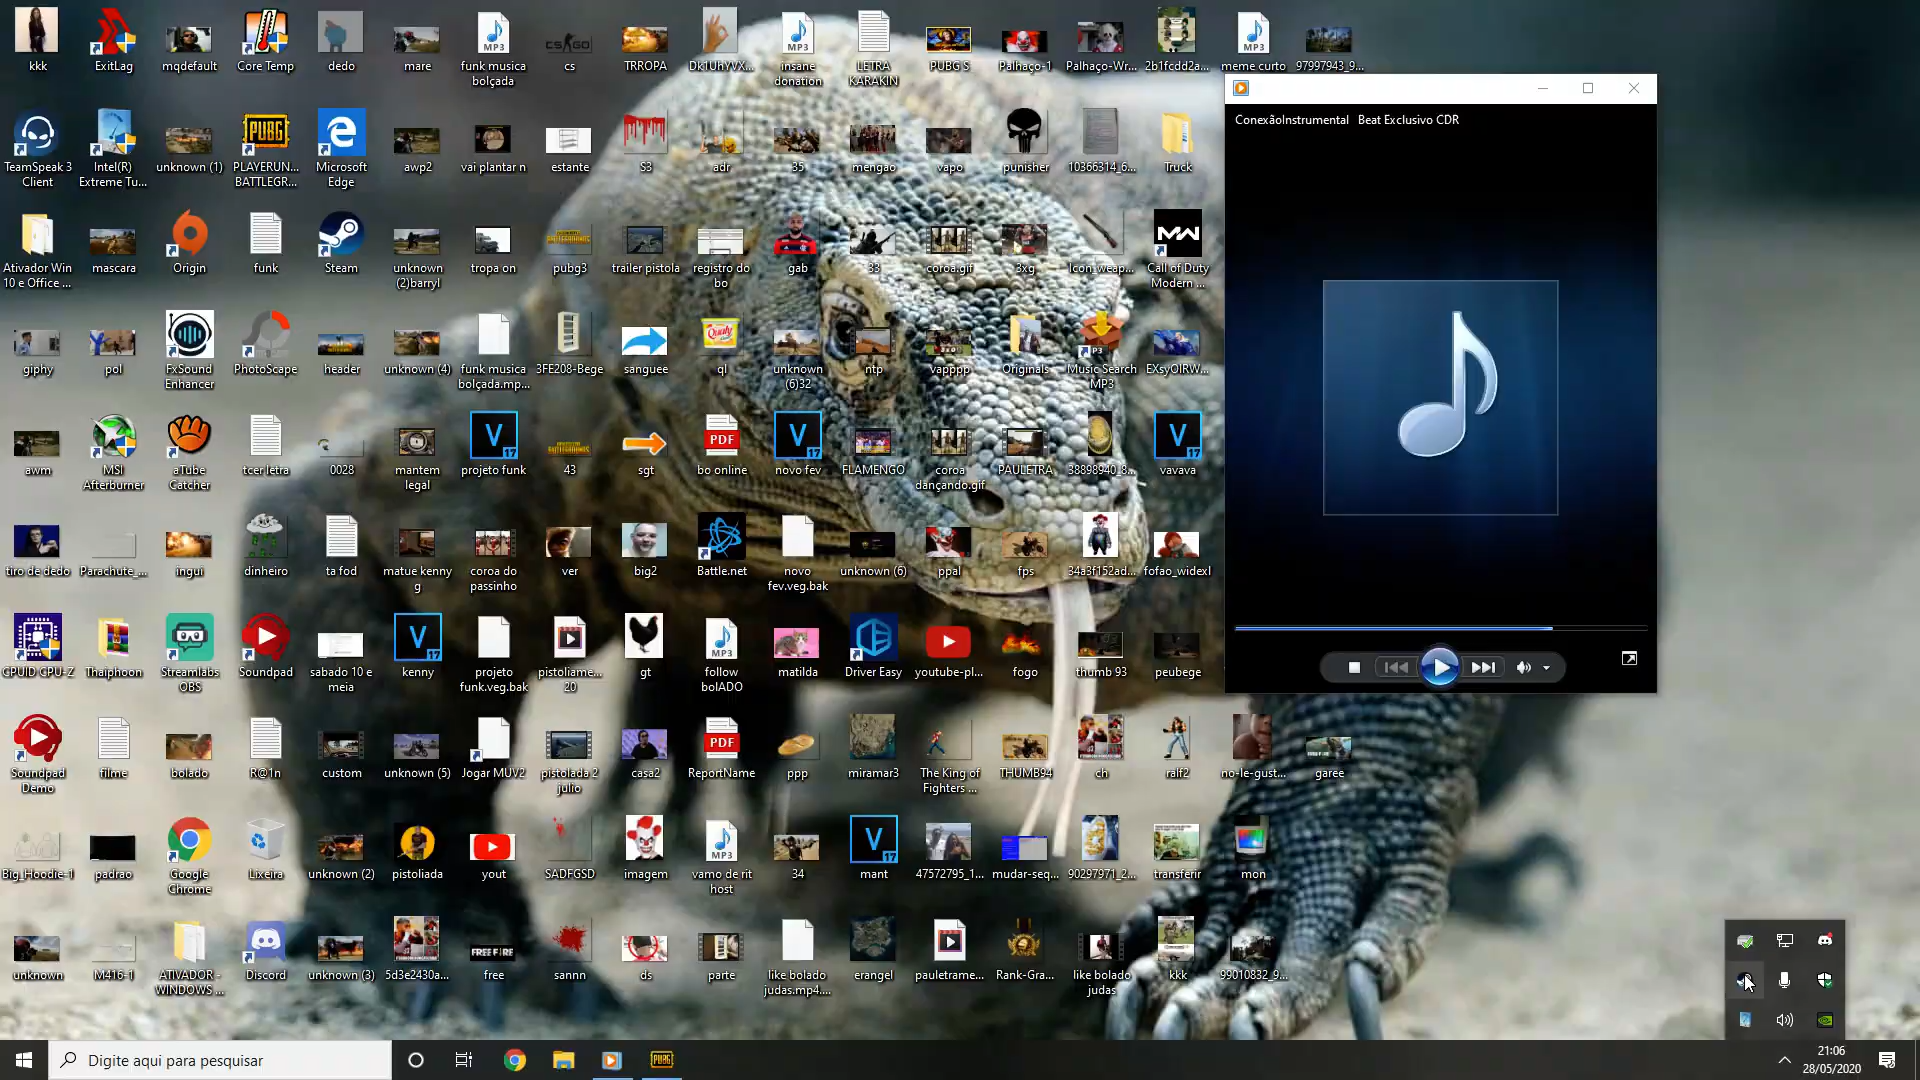 kkk
ExitLag
mqdefault
Core Temp
dedo
mare
funk musica
bolçada
cs
TRROPA
Dk1UhYVX...
insane
donation
LETRA
KARAKIN
PUBG S
Palhaço-1
Palhaço-Wr...
2b1fcdd2a...
meme curto
97997943_9...
TeamSpeak 3
Client
Intel(R)
Extreme Tu...
unknown (1)
PLAYERUN...
BATTLEGR...
Microsoft
Edge
awp2
vai plantar n
estante
S3
adr
35
mengao
vapo
punisher
10366314_6...
Truck
ConexãoInstrumental Beat Exclusivo CDR
Ativador Win
10 e Office ...
mascara
Origin
funk
Steam
unknown
(2)barryl
tropa on
pubg3
trailer pistola
registro do
bo
gab
33
coroa.gif
3xg
Icon_weap...
Call of Duty
Modern ...
giphy
pol
FxSound
Enhancer
PhotoScape
header
unknown (4)
funk musica
bolçada.mp...
3FE208-Bege
sanguee
ql
unknown
(6)32
ntp
vapppp
Originals
Music Search
MP3
EXsyOIRW...
awm
MSI
Afterburner
aTube
Catcher
tcer letra
0028
mantem
legal
projeto funk
43
sgt
bo online
novo fev
FLAMENGO
coroa
dançando.gif
PAULETRA
38898940_8...
vavava
tiro de dedo
Parachute_...
ingui
dinheiro
ta fod
matue kenny
g
coroa do
passinho
ver
big2
Battle.net
novo
fev.veg.bak
unknown (6)
ppal
fps
34a3f152ad...
fofao_widexl
CPUID CPU-Z
Thaiphoon
Streamlabs
OBS
Soundpad
sabado 10 e
meia
kenny
projeto
funk.veg.bak
pistoliame...
20
gt
follow
bolADO
matilda
Driver Easy
youtube-pl...
fogo
thumb 93
peubege
Soundpad
Demo
filme
bolado
R@1n
custom
unknown (5)
Jogar MUV2
pistolada 2
julio
casa2
ReportName
ppp
miramar3
The King of
Fighters ...
THUMB94
ch
ralf2
no-le-gust...
garee
Big_Hoodie-1
padrao
Google
Chrome
Lixeira
unknown (2)
pistoliada
yout
SADFGSD
imagem
vamo de rit
host
34
mant
47572795_1...
mudar-seq...
90297971_2...
transferir
mon
unknown
M416-1
ATIVADOR -
WINDOWS ...
Discord
unknown (3)
5d3e2430a...
free
sannn
ds
parte
like bolado
judas.mp4....
erangel
pauletrame...
Rank-Gra...
like bolado
judas
kkk
99010832_9...
Digite aqui para pesquisar
21:06
28/05/2020